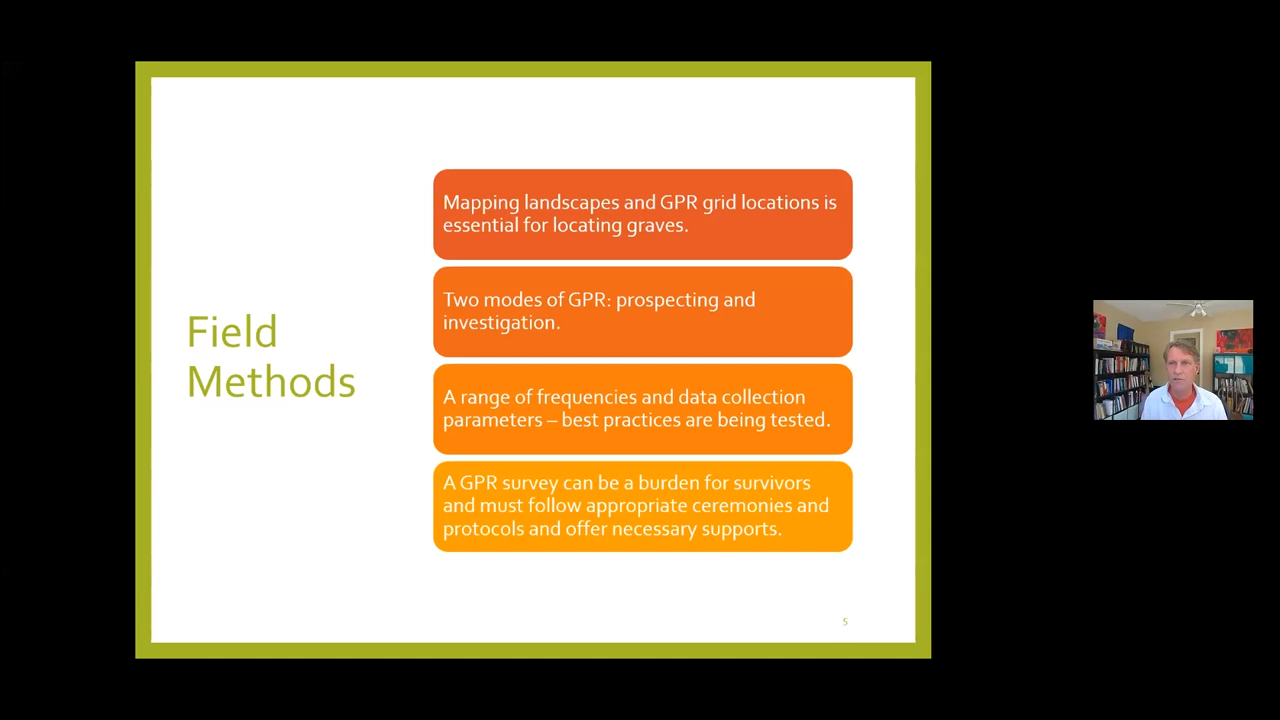 Field
Methods
Mapping landscapes and GPR grid locations is
essential for locating graves.
Two modes of GPR: prospecting and
investigation.
A range of frequencies and data collection
parameters – best practices are being tested.
A GPR survey can be a burden for survivors
and must follow appropriate ceremonies and
protocols and offer necessary supports.
5